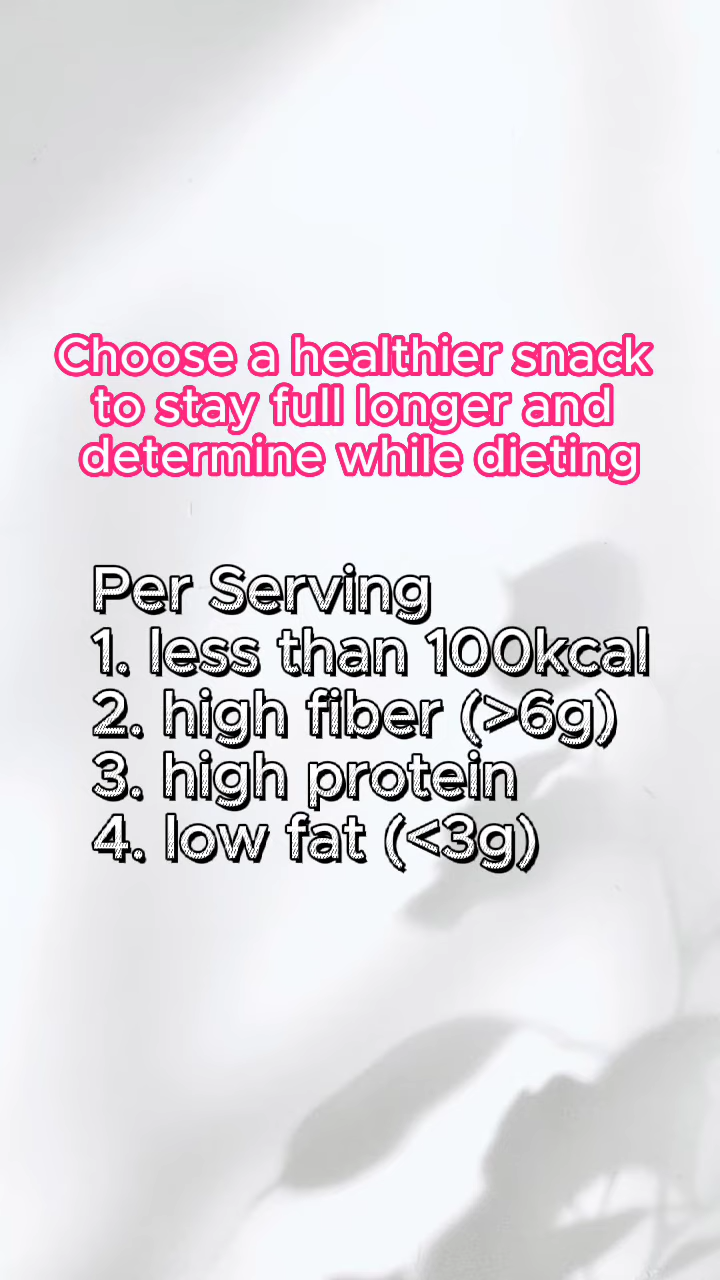 Choose a healthier snack
to stay full longer and
determine while dieting
Per Serving
1. less than 100kcal
2. high fiber (>6g)
3. high protein
4. low fat (<3g)